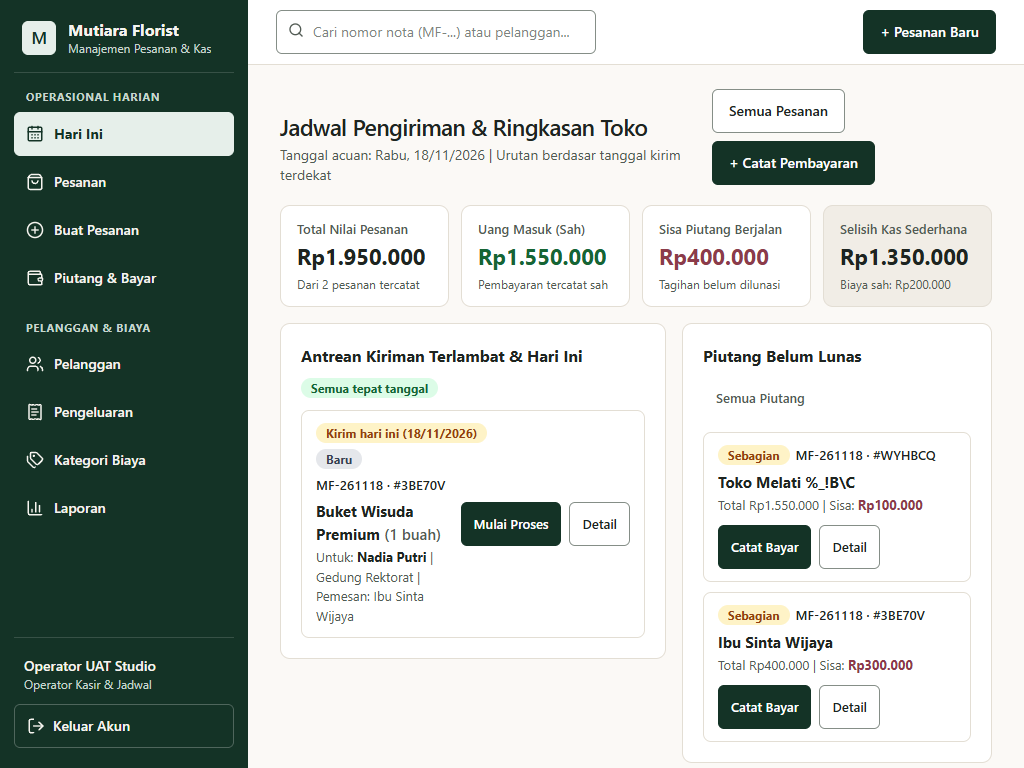 M
Mutiara Florist
Manajemen Pesanan & Kas
OPERASIONAL HARIAN
Hari Ini
Pesanan
Buat Pesanan
Piutang & Bayar
PELANGGAN & BIAYA
Pelanggan
Pengeluaran
Kategori Biaya
Laporan
Operator UAT Studio
Operator Kasir & Jadwal
Keluar Akun
Cari nomor nota (MF-...) atau pelanggan...
+ Pesanan Baru
Jadwal Pengiriman & Ringkasan Toko
Tanggal acuan: Rabu, 18/11/2026 | Urutan berdasar tanggal kirim
terdekat
Semua Pesanan
+ Catat Pembayaran
Total Nilai Pesanan
Rp1.950.000
Dari 2 pesanan tercatat
Uang Masuk (Sah)
Rp1.550.000
Pembayaran tercatat sah
Sisa Piutang Berjalan
Rp400.000
Tagihan belum dilunasi
Selisih Kas Sederhana
Rp1.350.000
Biaya sah: Rp200.000
Antrean Kiriman Terlambat & Hari Ini
Semua tepat tanggal
Kirim hari ini (18/11/2026)
Baru
MF-261118 · #3BE70V
Buket Wisuda
Premium (1 buah)
Untuk: Nadia Putri |
Gedung Rektorat |
Pemesan: Ibu Sinta
Wijaya
Mulai Proses
Detail
Piutang Belum Lunas
Semua Piutang
Sebagian MF-261118 · #WYHBCQ
Toko Melati %_!B\C
Total Rp1.550.000 | Sisa: Rp100.000
Catat Bayar
Detail
Sebagian MF-261118 · #3BE70V
Ibu Sinta Wijaya
Total Rp400.000 | Sisa: Rp300.000
Catat Bayar
Detail